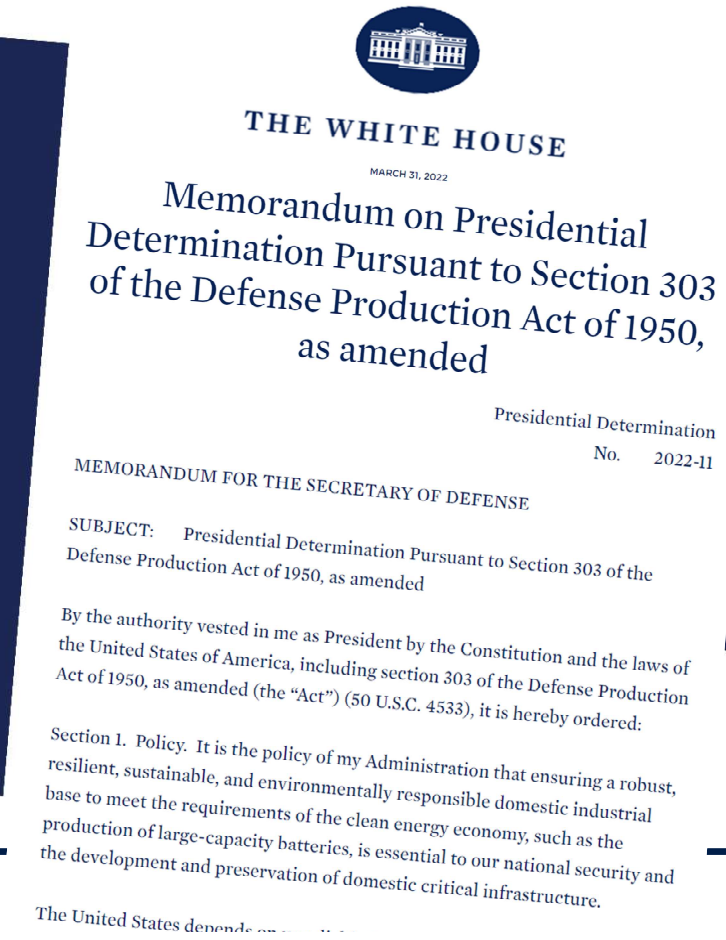 THE WHITE HOUSE
MARCH 31, 2022
Memorandum on Presidential
Determination Pursuant to Section 303
of the Defense Production Act of 1950,
as amended
Presidential Determination
No. 2022-11
MEMORANDUM FOR THE SECRETARY OF DEFENSE
SUBJECT: Presidential Determination Pursuant to Section 303 of the
Defense Production Act of 1950, as amended
By the authority vested in me as President by the Constitution and the laws of
the United States of America, including section 303 of the Defense Production
Act of 1950, as amended (the “Act”) (50 U.S.C. 4533), it is hereby ordered:
Section 1. Policy. It is the policy of my Administration that ensuring a robust,
resilient, sustainable, and environmentally responsible domestic industrial
base to meet the requirements of the clean energy economy, such as the
production of large-capacity batteries, is essential to our national security and
the development and preservation of domestic critical infrastructure.
The United States depends